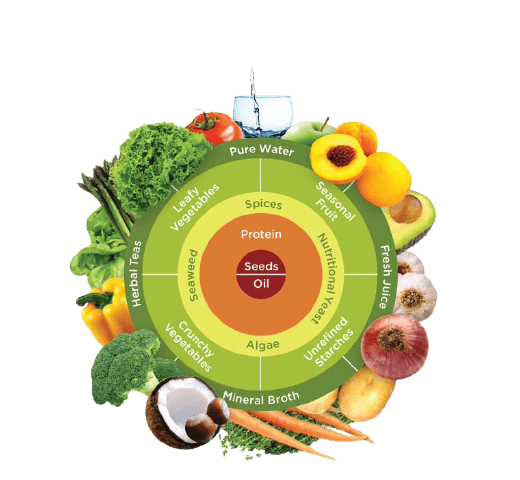 Pure Water
Leafy
Vegetables
Spices
Seasonal
Fruit
Protein
Herbal Teas
Seaweed
Seeds
Oil
Nutritional Yeast
Fresh Juice
Crunchy
Vegetables
Algae
Unrefined
Starches
Mineral Broth